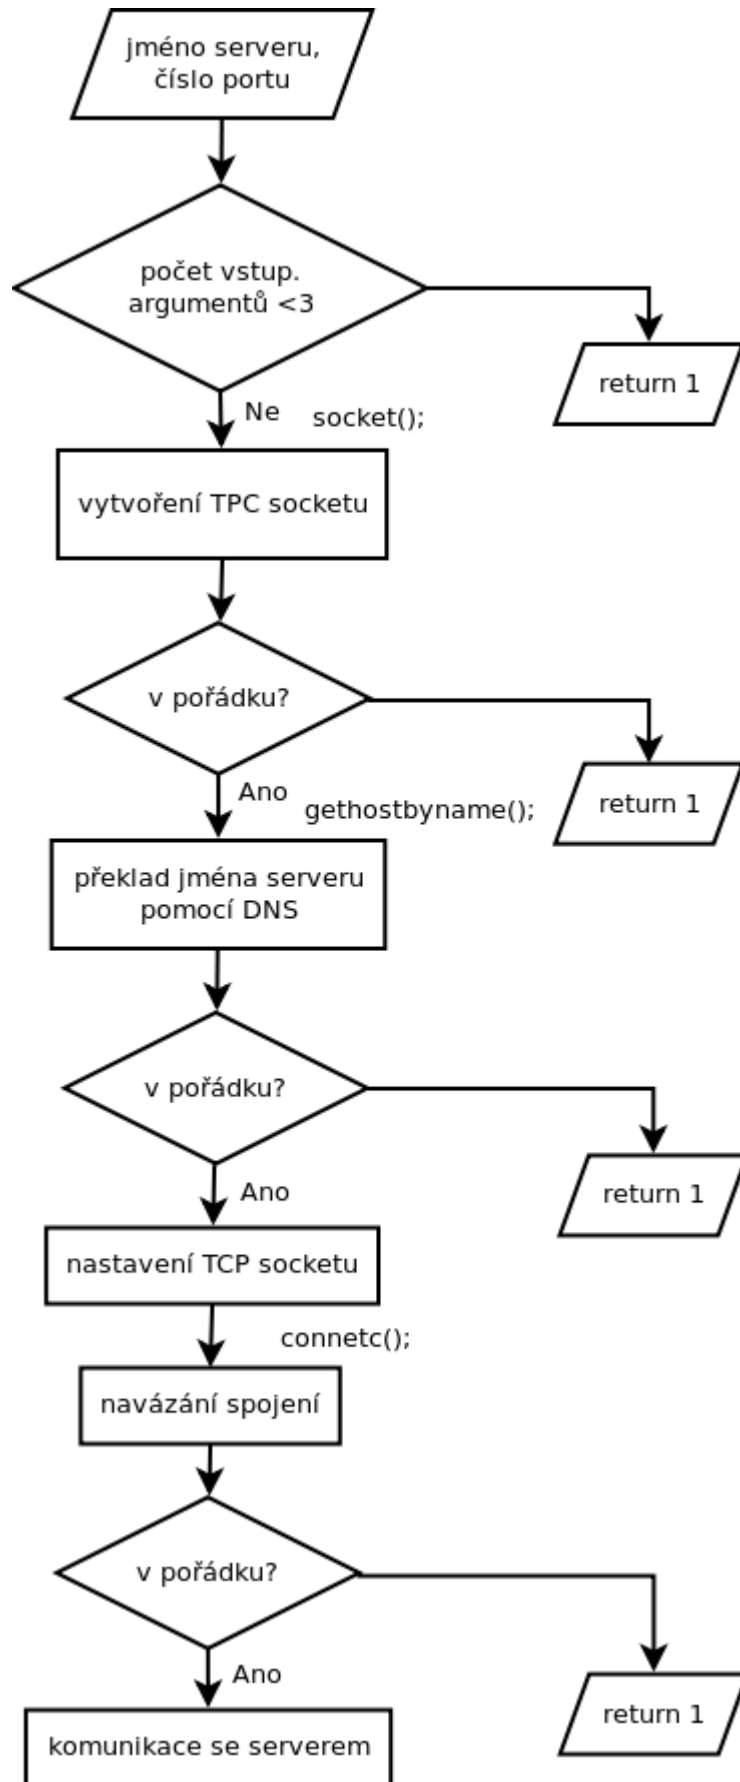 jméno serveru,
číslo portu
počet vstup.
argumentů <3
return 1
Ne
socket();
vytvoření TPC socketu
v pořádku?
return 1
Ano
gethostbyname();
překlad jména serveru
pomocí DNS
v pořádku?
return 1
Ano
nastavení TCP socketu
connetc();
navázání spojení
v pořádku?
return 1
Ano
komunikace se serverem